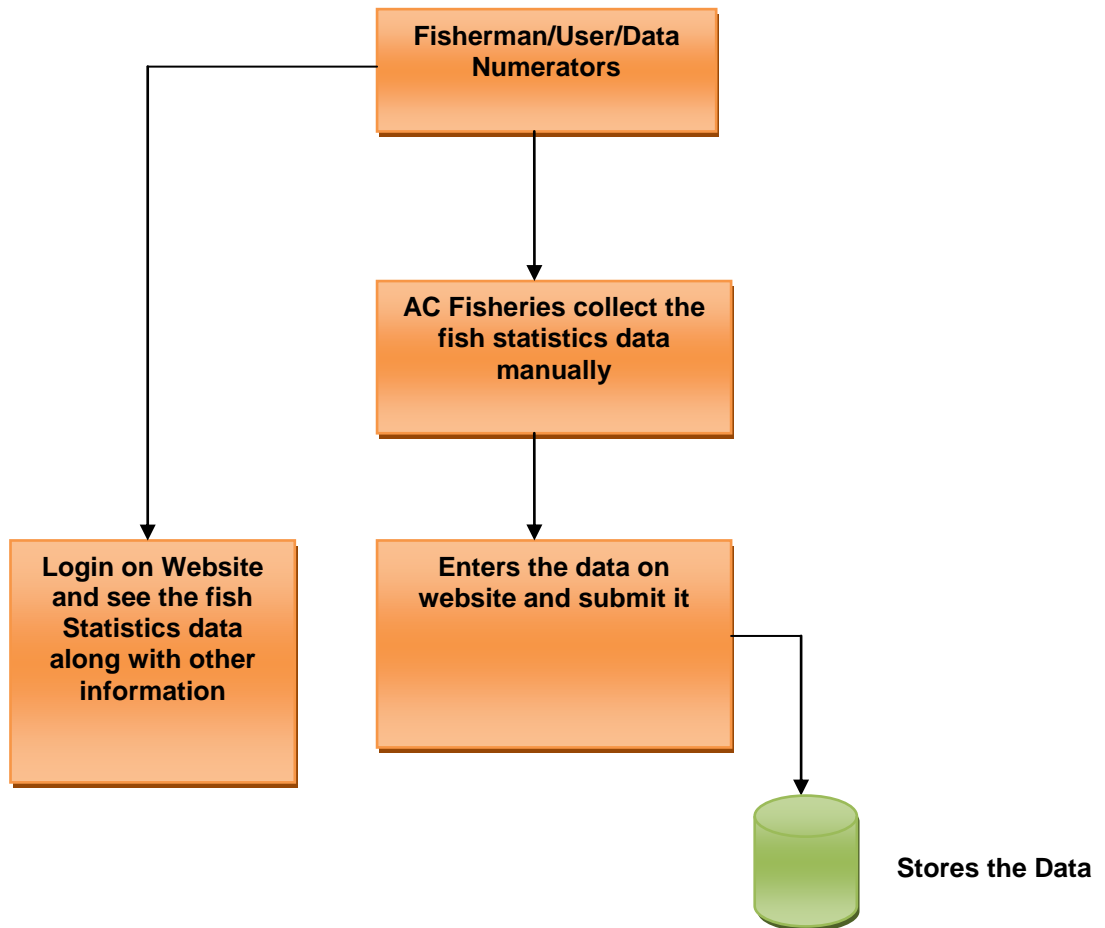 Fisherman/User/Data
Numerators
AC Fisheries collect the
fish statistics data
manually
Login on Website
and see the fish
Statistics data
along with other
information
Enters the data on
website and submit it
Stores the Data